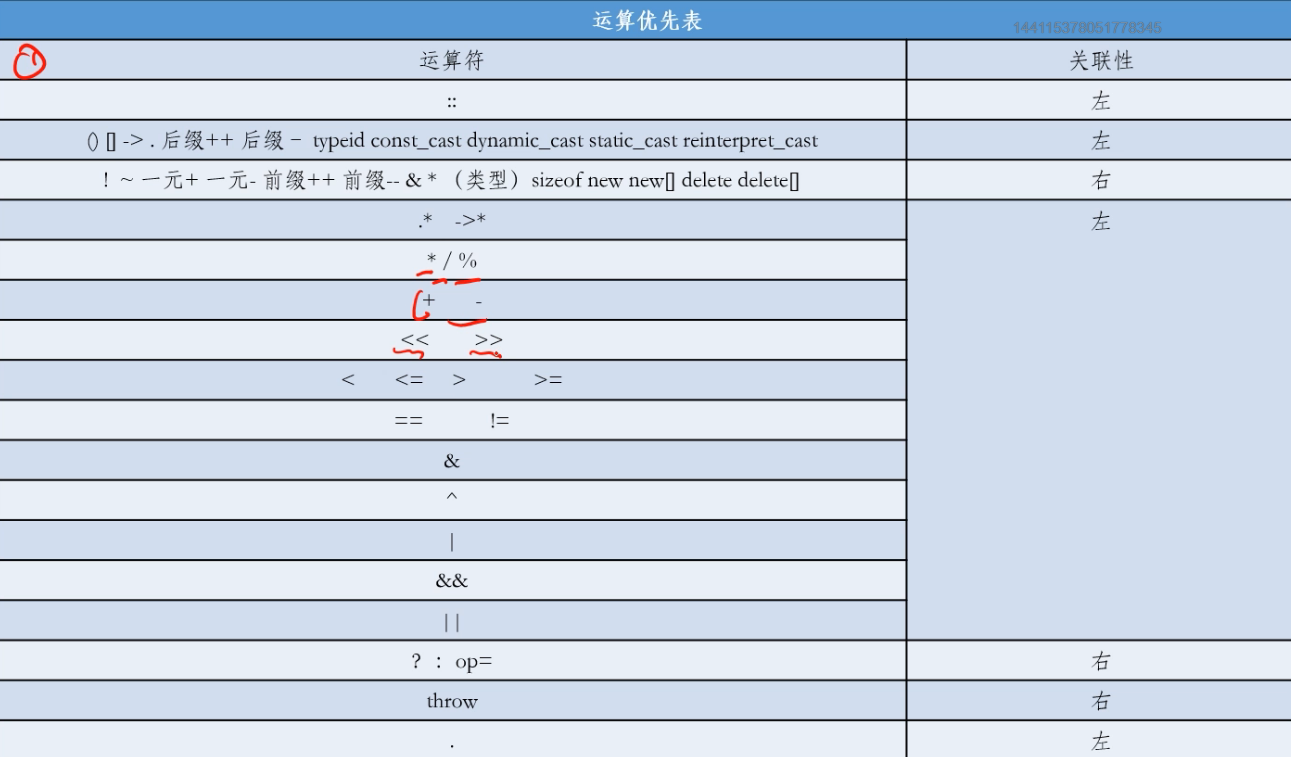 运算优先表
144115378051778345
运算符 关联性
:: 左
() [] -> . 后缀++ 后缀 - typeid const_cast dynamic_cast static_cast reinterpret_cast 左
! ~ 一元+ 一元- 前缀++ 前缀-- & * （类型）sizeof new new[] delete delete[] 右
.* ->* 左
* / %
+ -
<< >>
< <= > >=
== !=
&
^
|
&&
||
? : op= 右
throw 右
. 左